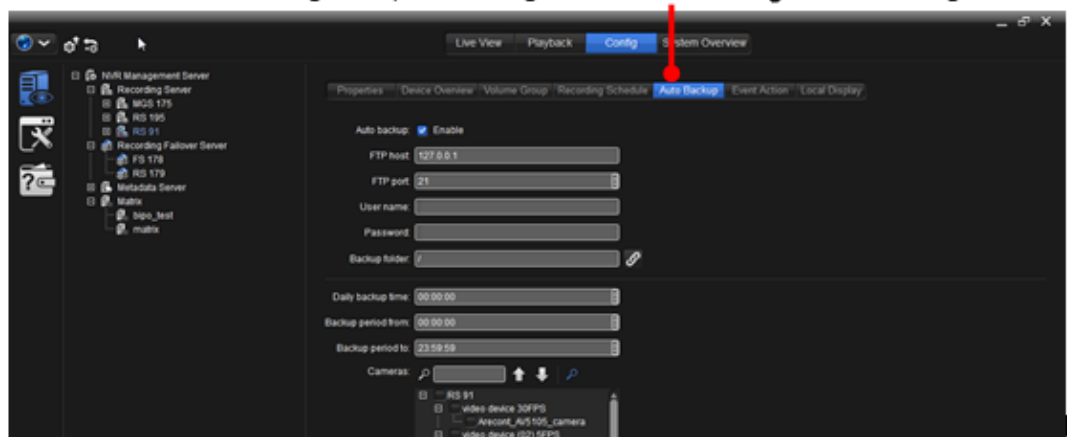 Live View Playback Config System Overview
NVR Management Server
Recording Server
MGS 175
RS 195
RS 91
Recording Failover Server
FS 178
RS 179
Metadata Server
Matrix
bipo_test
matrix
Properties Device Overview Volume Group Recording Schedule Auto Backup Event Action Local Display
Auto backup: Enable
FTP host: 127.0.0.1
FTP port: 21
User name:
Password:
Backup folder: /
Daily backup time: 00:00:00
Backup period from: 00:00:00
Backup period to: 23:59:59
Cameras:
RS 91
video device 30FPS
Arecont_AV5105_camera
video device (02) 5FPS